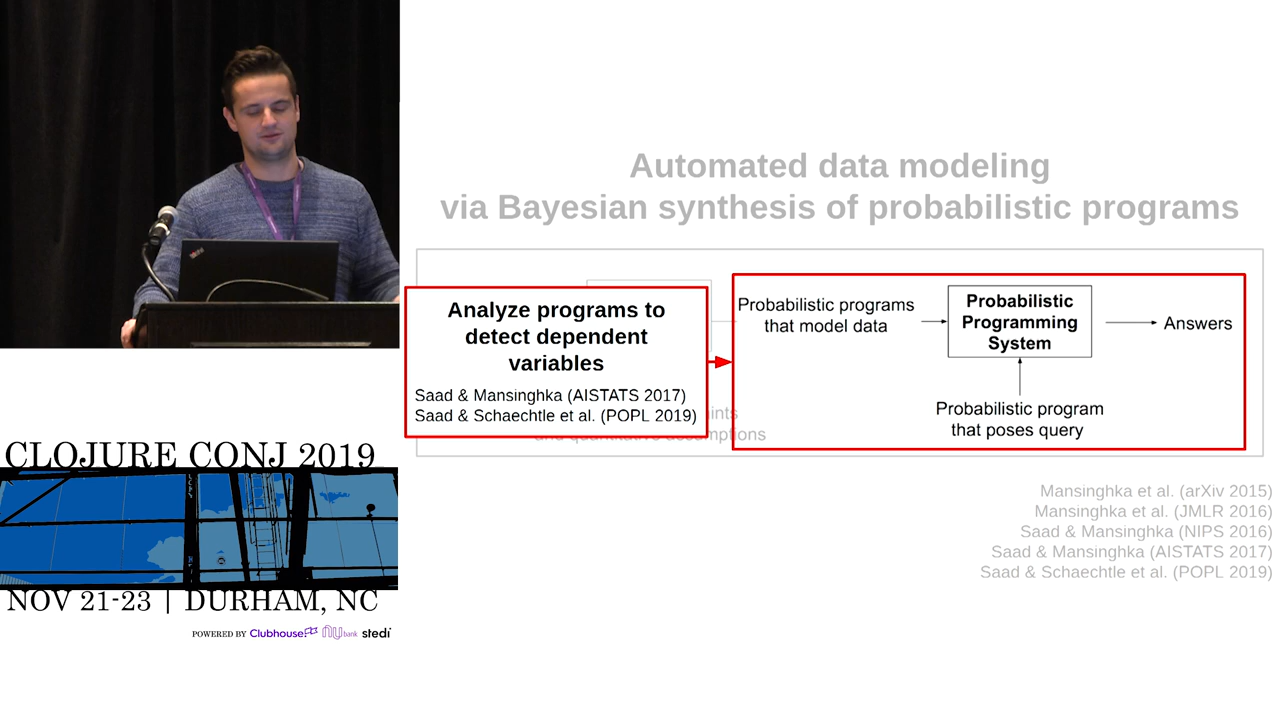 Automated data modeling
via Bayesian synthesis of probabilistic programs
Analyze programs to
detect dependent
variables
Saad & Mansinghka (AISTATS 2017)
Saad & Schaechtle et al. (POPL 2019)
Probabilistic programs
that model data
Probabilistic
Programming
System
Answers
Probabilistic program
that poses query
Mansinghka et al. (arXiv 2015)
Mansinghka et al. (JMLR 2016)
Saad & Mansinghka (NIPS 2016)
Saad & Mansinghka (AISTATS 2017)
Saad & Schaechtle et al. (POPL 2019)
CLOJURE CONJ 2019
NOV 21-23 | DURHAM, NC
POWERED BY Clubhouse nu bank stedi